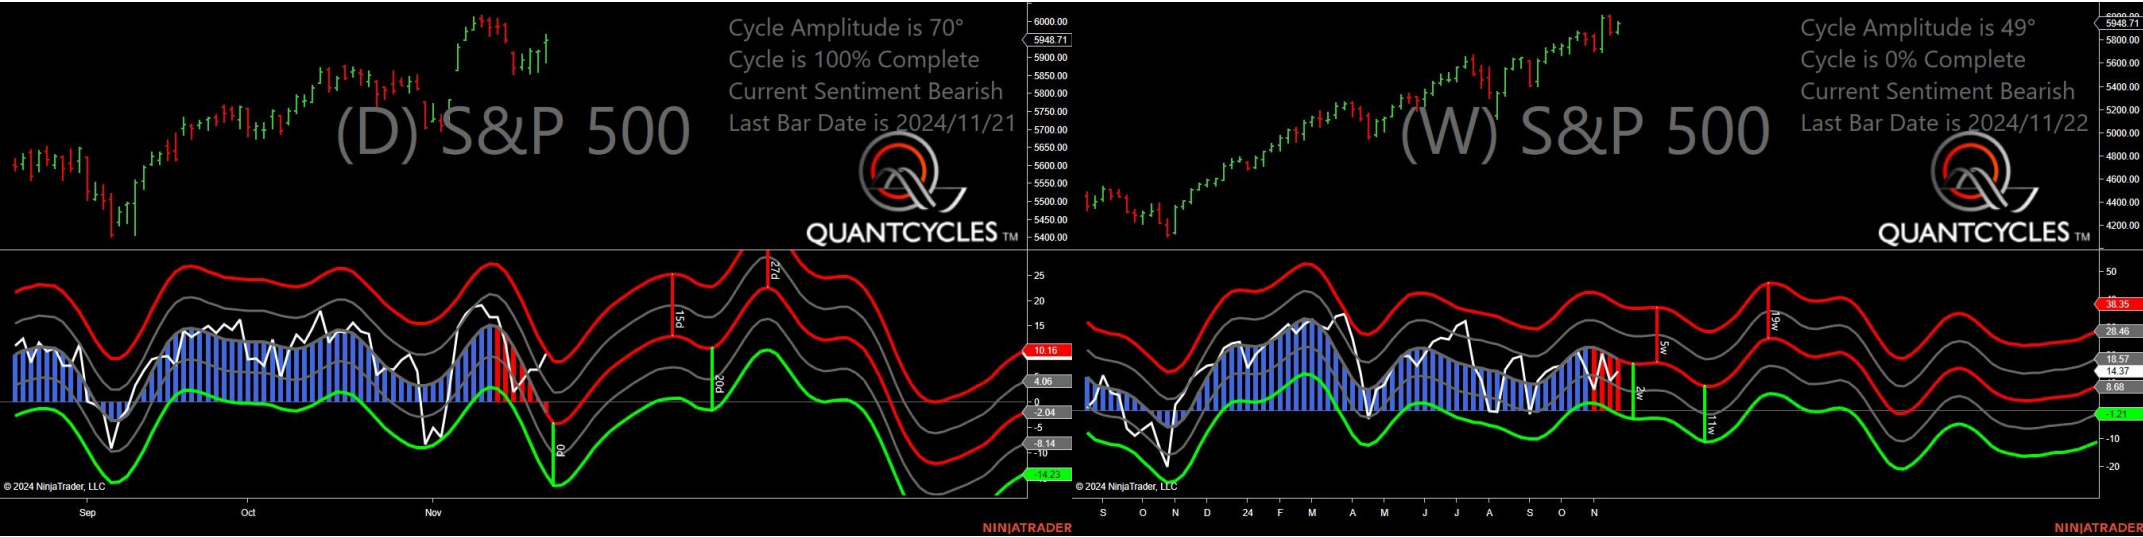 Cycle Amplitude is 70°
Cycle is 100% Complete
Current Sentiment Bearish
Last Bar Date is 2024/11/21
(D) S&P 500
QUANTCYCLES TM
6000.00
5948.71
5900.00
5850.00
5800.00
5750.00
5700.00
5650.00
5600.00
5550.00
5500.00
5450.00
5400.00
27d
15d
20d
0d
25
20
15
10.16
4.06
0
-2.04
-5
-8.14
-10
-14.23
© 2024 NinjaTrader, LLC
Sep Oct Nov
NINJATRADER
Cycle Amplitude is 49°
Cycle is 0% Complete
Current Sentiment Bearish
Last Bar Date is 2024/11/22
(W) S&P 500
QUANTCYCLES TM
5948.71
5800.00
5600.00
5400.00
5200.00
5000.00
4800.00
4600.00
4400.00
4200.00
19w
5w
2w
11w
50
38.35
28.46
18.57
14.37
8.68
-1.21
-10
-20
© 2024 NinjaTrader, LLC
S O N D 24 F M A M J J A S O N
NINJATRADER